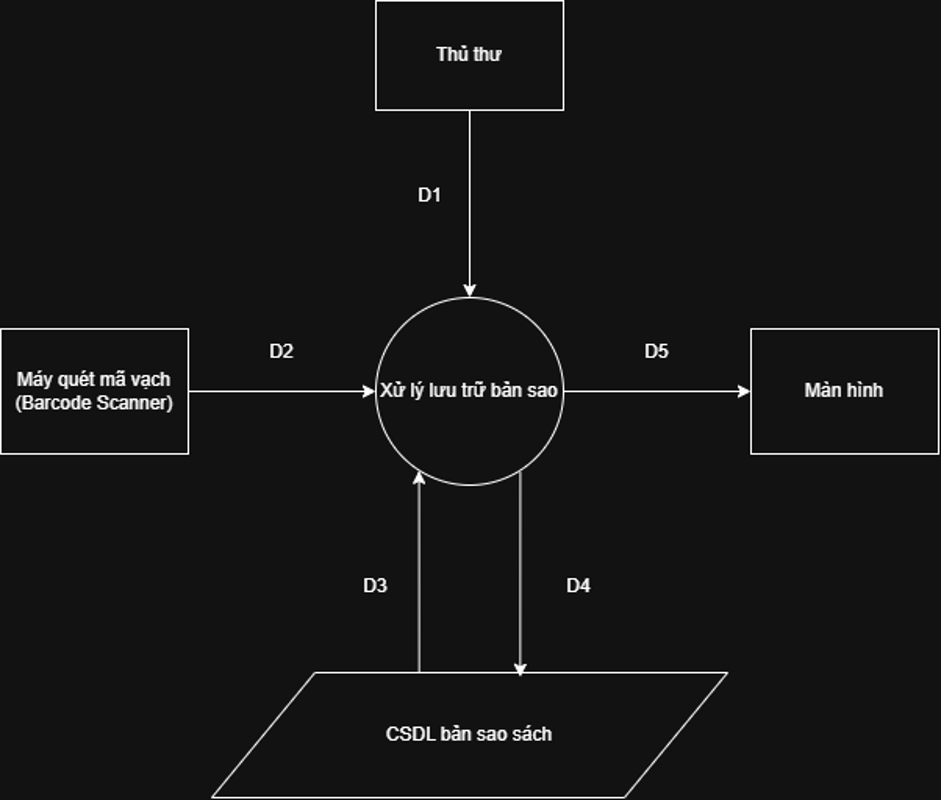 Thủ thư
D1
D2
D5
Máy quét mã vạch
(Barcode Scanner)
Xử lý lưu trữ bản sao
Màn hình
D3
D4
CSDL bản sao sách